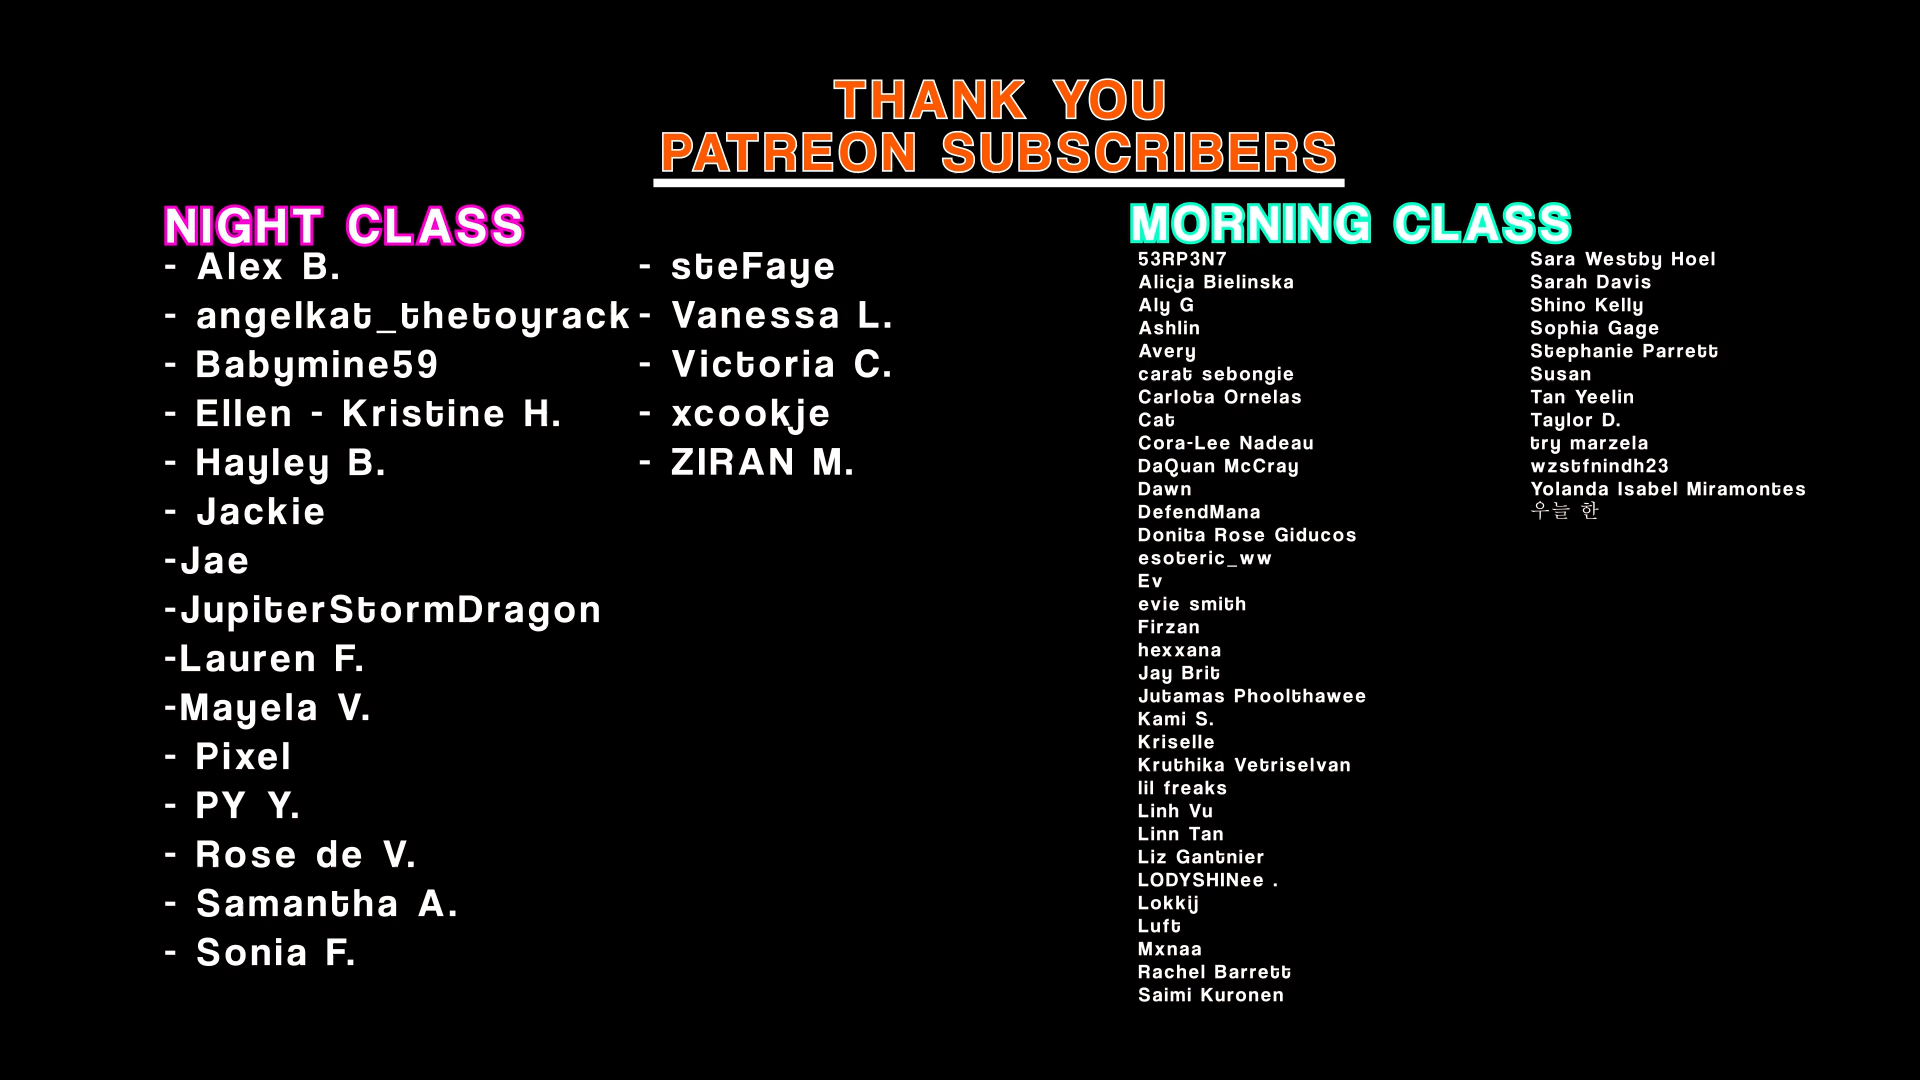 THANK YOU
PATREON SUBSCRIBERS
NIGHT CLASS
- Alex B.
- angelkat_thetoyrack
- Babymine59
- Ellen - Kristine H.
- Hayley B.
- Jackie
-Jae
-JupiterStormDragon
-Lauren F.
-Mayela V.
- Pixel
- PY Y.
- Rose de V.
- Samantha A.
- Sonia F.
- steFaye
- Vanessa L.
- Victoria C.
- xcookje
- ZIRAN M.
MORNING CLASS
53RP3N7
Alicja Bielinska
Aly G
Ashlin
Avery
carat sebongie
Carlota Ornelas
Cat
Cora-Lee Nadeau
DaQuan McCray
Dawn
DefendMana
Donita Rose Giducos
esoteric_ww
Ev
evie smith
Firzan
hexxana
Jay Brit
Jutamas Phoolthawee
Kami S.
Kriselle
Kruthika Vetriselvan
lil freaks
Linh Vu
Linn Tan
Liz Gantnier
LODYSHINee .
Lokkij
Luft
Mxnaa
Rachel Barrett
Saimi Kuronen
Sara Westby Hoel
Sarah Davis
Shino Kelly
Sophia Gage
Stephanie Parrett
Susan
Tan Yeelin
Taylor D.
try marzela
wzstfnindh23
Yolanda Isabel Miramontes
우늘 한